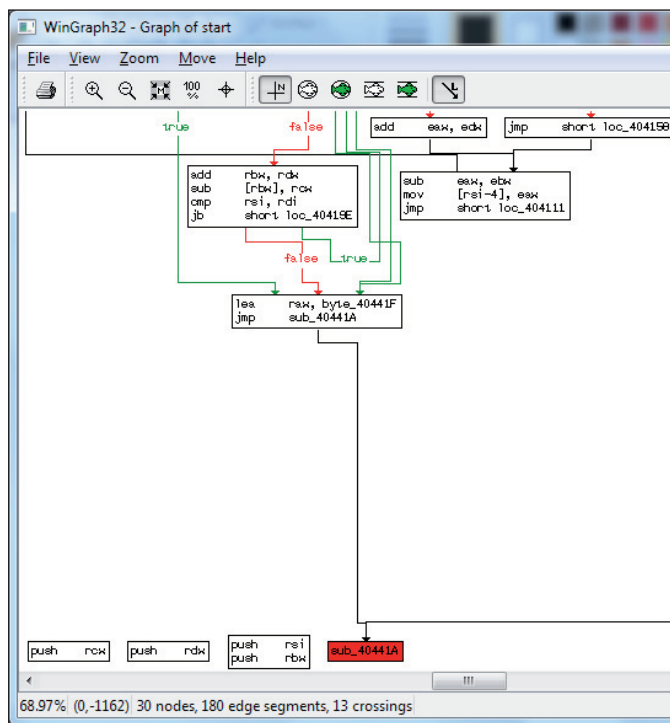 WinGraph32 - Graph of start
File View Zoom Move Help
100
%
N
true
false
add eax, edx
jmp short
add rbx, rdx
sub [rbx], rcx
cmp rsi, rdi
jb short loc_40419E
sub eax, ebx
mov [rsi-4], eax
jmp short loc_404111
false
true
lea rax, byte_40441F
jmp sub_40441A
push rcx
push rdx
push rsi
push rbx
sub_40441A
68.97% (0,-1162) 30 nodes, 180 edge segments, 13 crossings